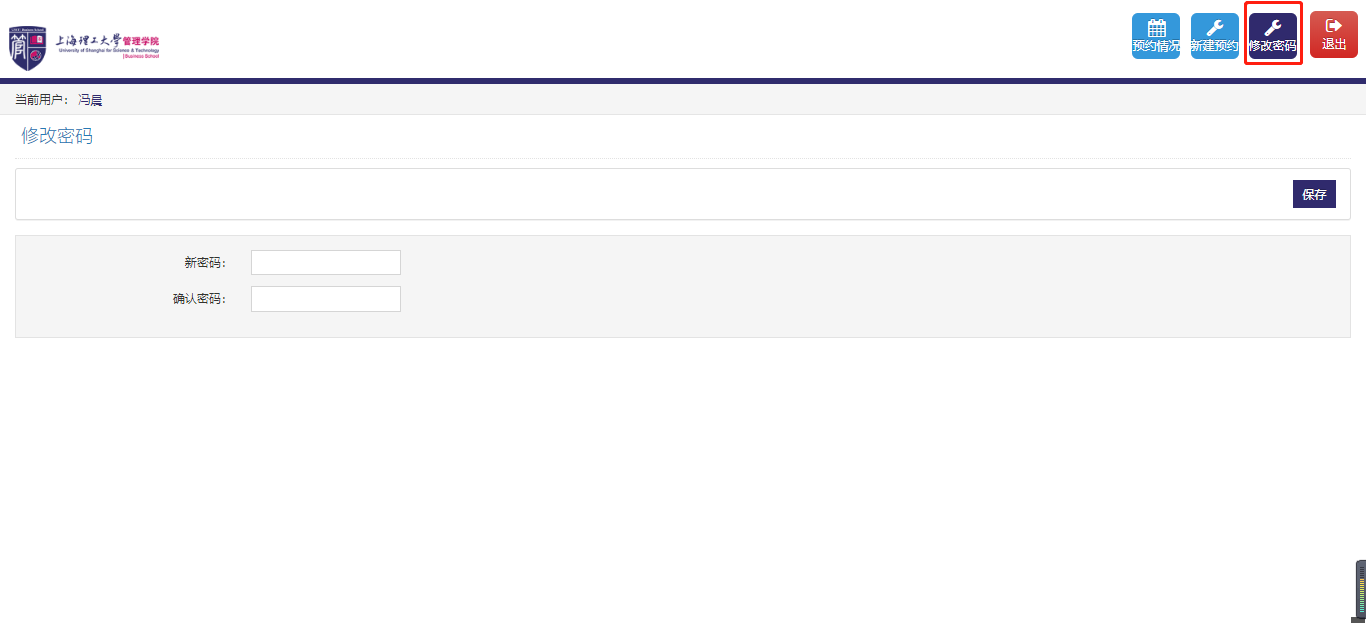 上海理工大学管理学院
University of Shanghai for Science & Technology
Business School
预约情况
新建预约
修改密码
退出
当前用户： 冯晨
修改密码
保存
新密码:
确认密码: